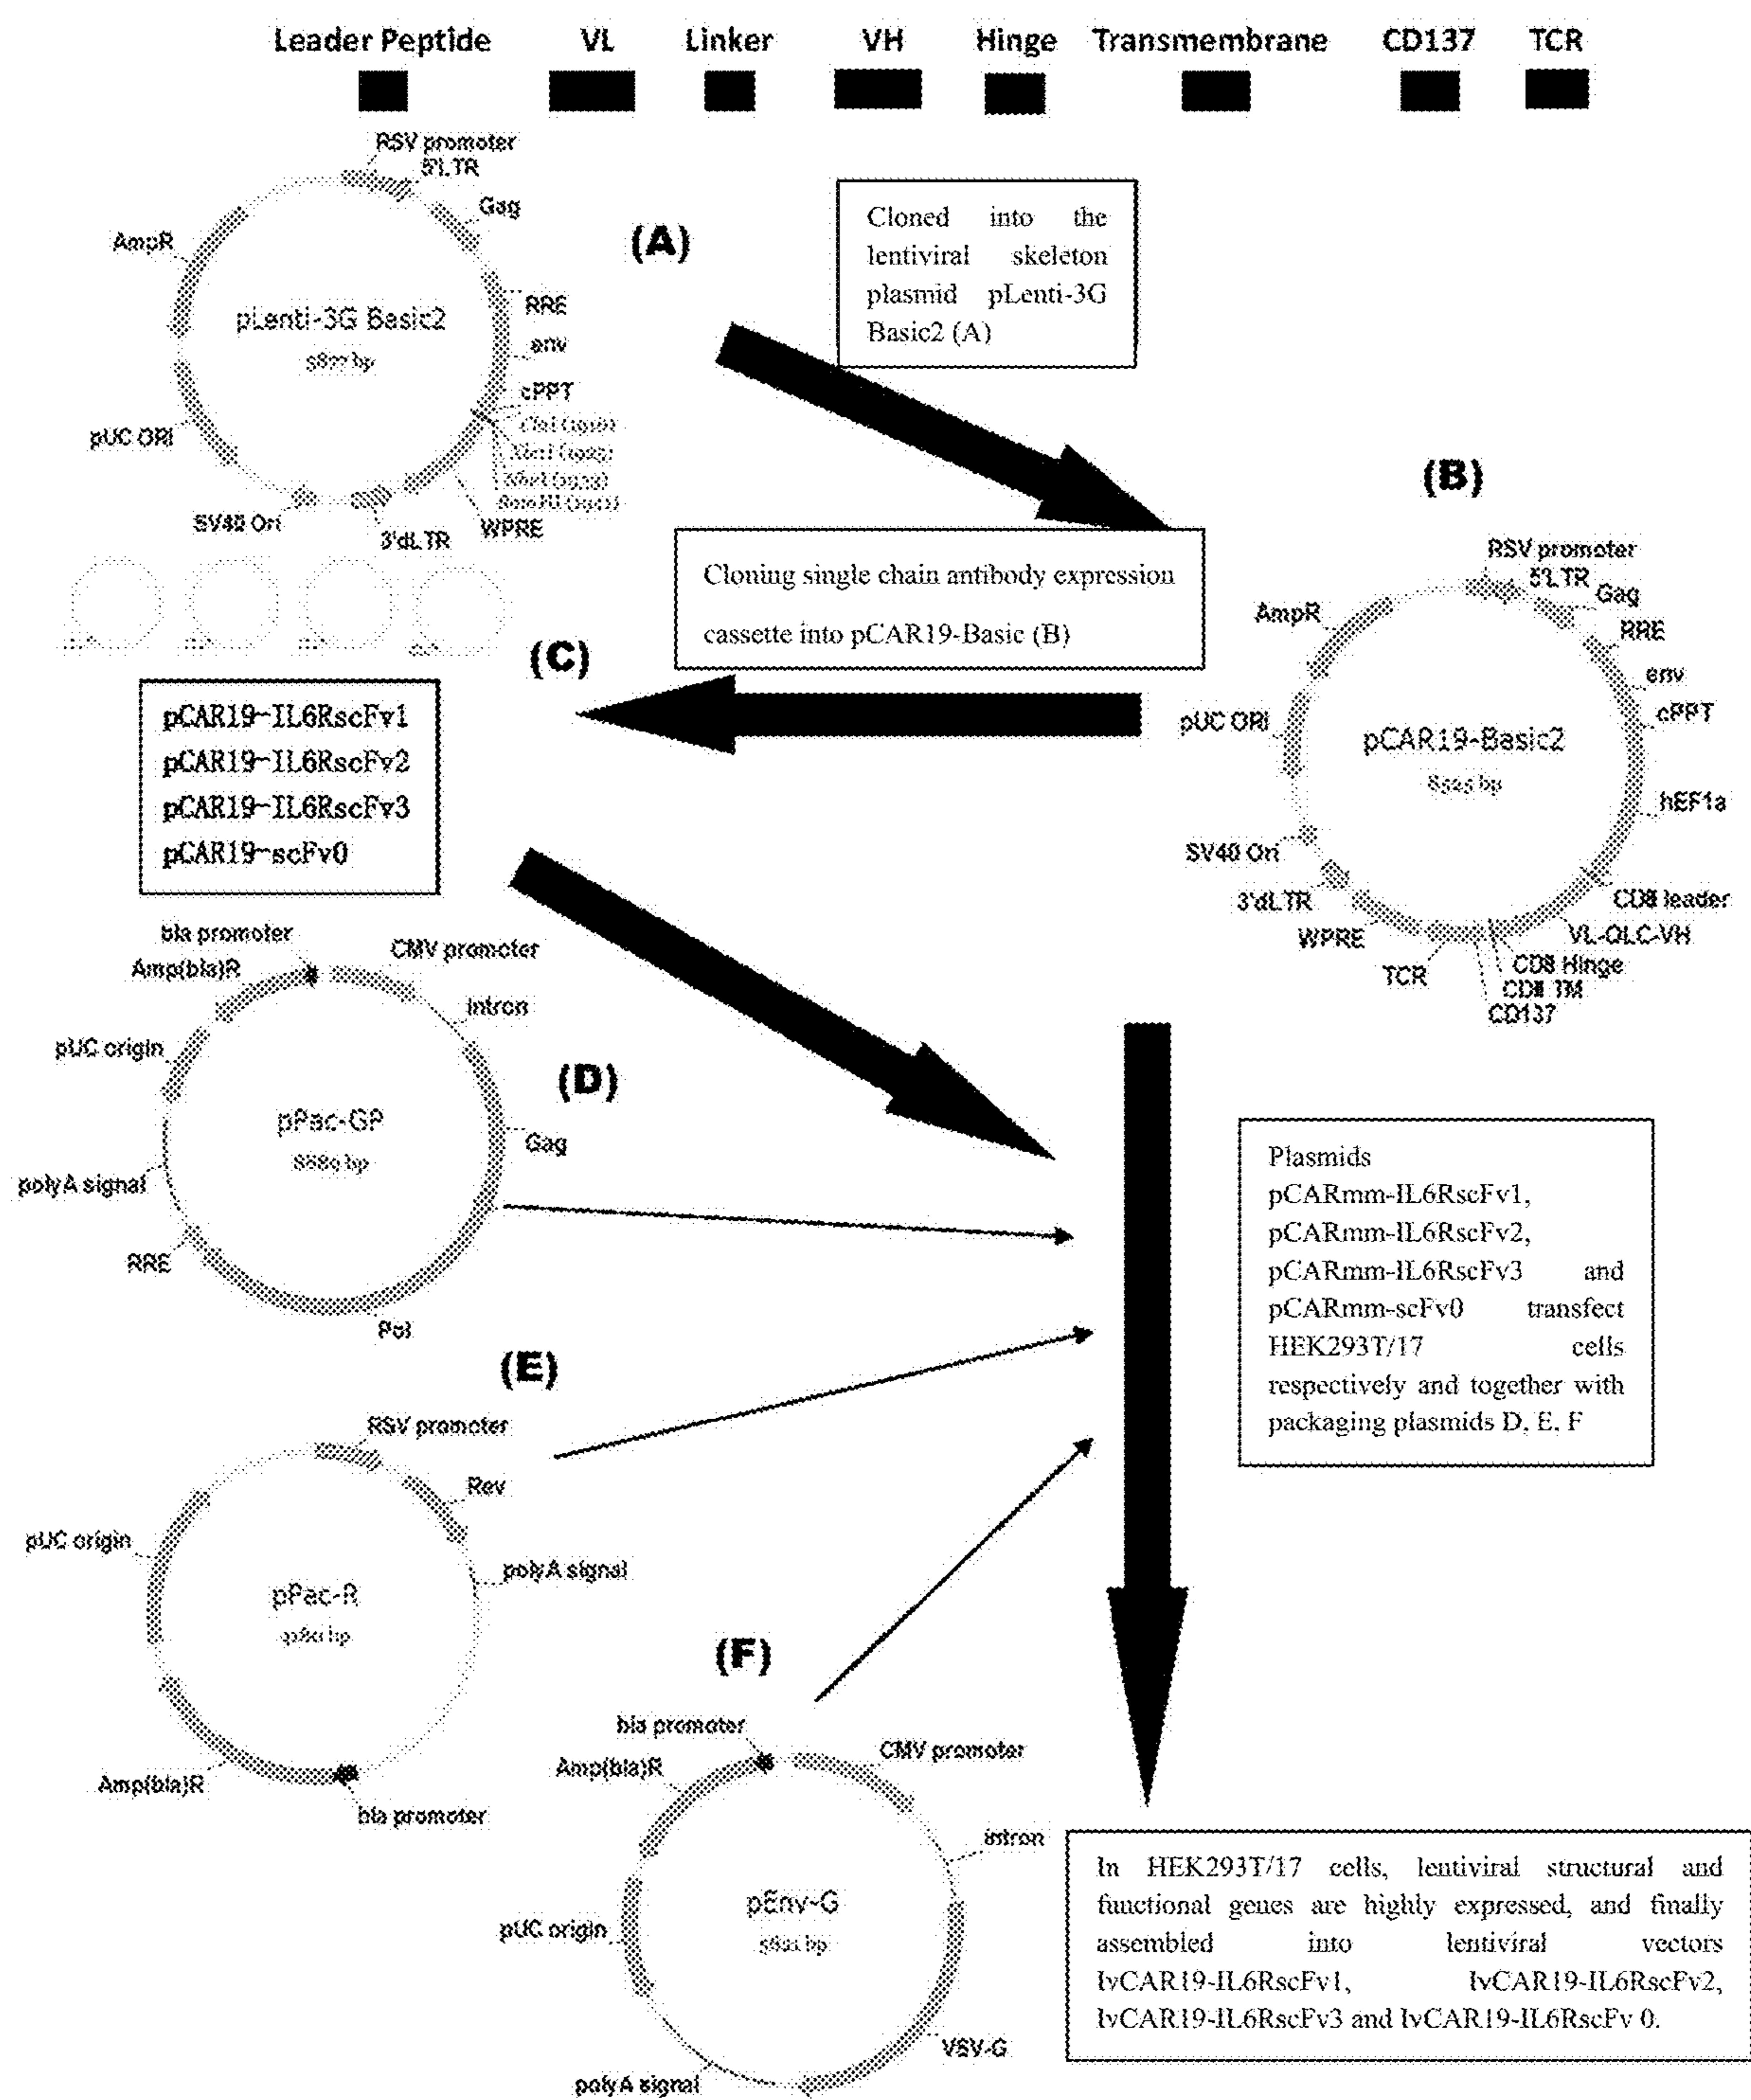 Leader Peptide VL Linker VH Hinge Transmembrane CD137 TCR
RSV promoter
5'LTR
Gag
AmpR
RRE
pLenti-3G Basic2
env
cPPT
pUC ORI
WPRE
SV40 Ori
3'dLTR
(A)
Cloned into the
lentiviral skeleton
plasmid pLenti-3G
Basic2 (A)
(B)
Cloning single chain antibody expression
cassette into pCAR19-Basic (B)
RSV promoter
5'LTR
Gag
AmpR
RRE
env
cPPT
pUC ORI
pCAR19-Basic2
hEF1a
SV40 Ori
CD8 leader
3'dLTR
VL-OLC-VH
WPRE
CD8 Hinge
TCR
CD8 TM
CD137
(C)
pCAR19-IL6RscFv1
pCAR19-IL6RscFv2
pCAR19-IL6RscFv3
pCAR19-scFv0
bla promoter
CMV promoter
Amp(bla)R
intron
pUC origin
(D)
pPac-GP
Gag
polyA signal
RRE
Pol
Plasmids
pCARmm-IL6RscFv1,
pCARmm-IL6RscFv2,
pCARmm-IL6RscFv3 and
pCARmm-scFv0 transfect
HEK293T/17 cells
respectively and together with
packaging plasmids D, E, F
(E)
RSV promoter
Rev
pUC origin
polyA signal
pPac-R
Amp(bla)R
bla promoter
(F)
bla promoter
CMV promoter
Amp(bla)R
intron
pEnv-G
pUC origin
VSV-G
polyA signal
In HEK293T/17 cells, lentiviral structural and
functional genes are highly expressed, and finally
assembled into lentiviral vectors
lvCAR19-IL6RscFv1, lvCAR19-IL6RscFv2,
lvCAR19-IL6RscFv3 and lvCAR19-IL6RscFv 0.